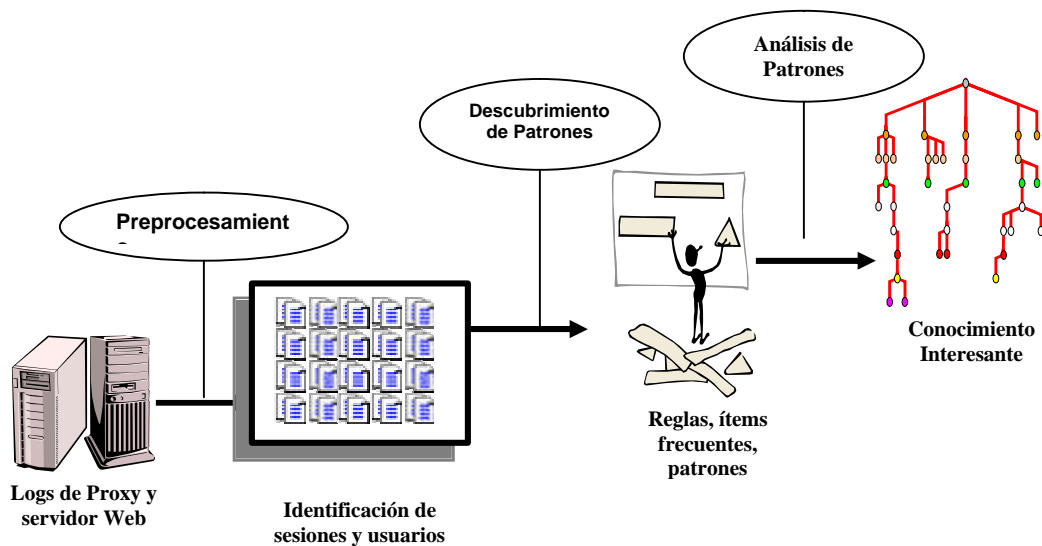 Análisis de
Patrones
Descubrimiento
de Patrones
Preprocesamient
Conocimiento
Interesante
Reglas, ítems
frecuentes,
patrones
Logs de Proxy y
servidor Web
Identificación de
sesiones y usuarios